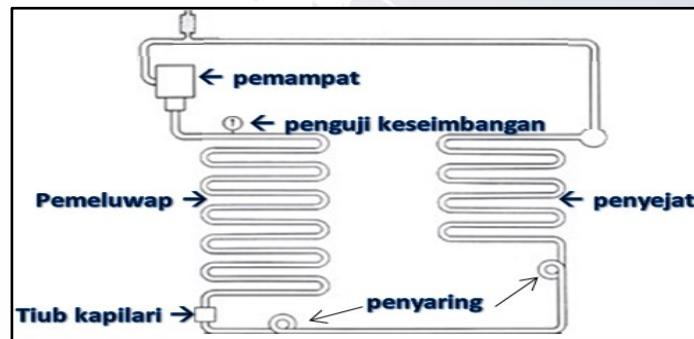 ← pemampat
← penguji keseimbangan
Pemeluwap →
← penyejat
penyaring
Tiub kapilari →